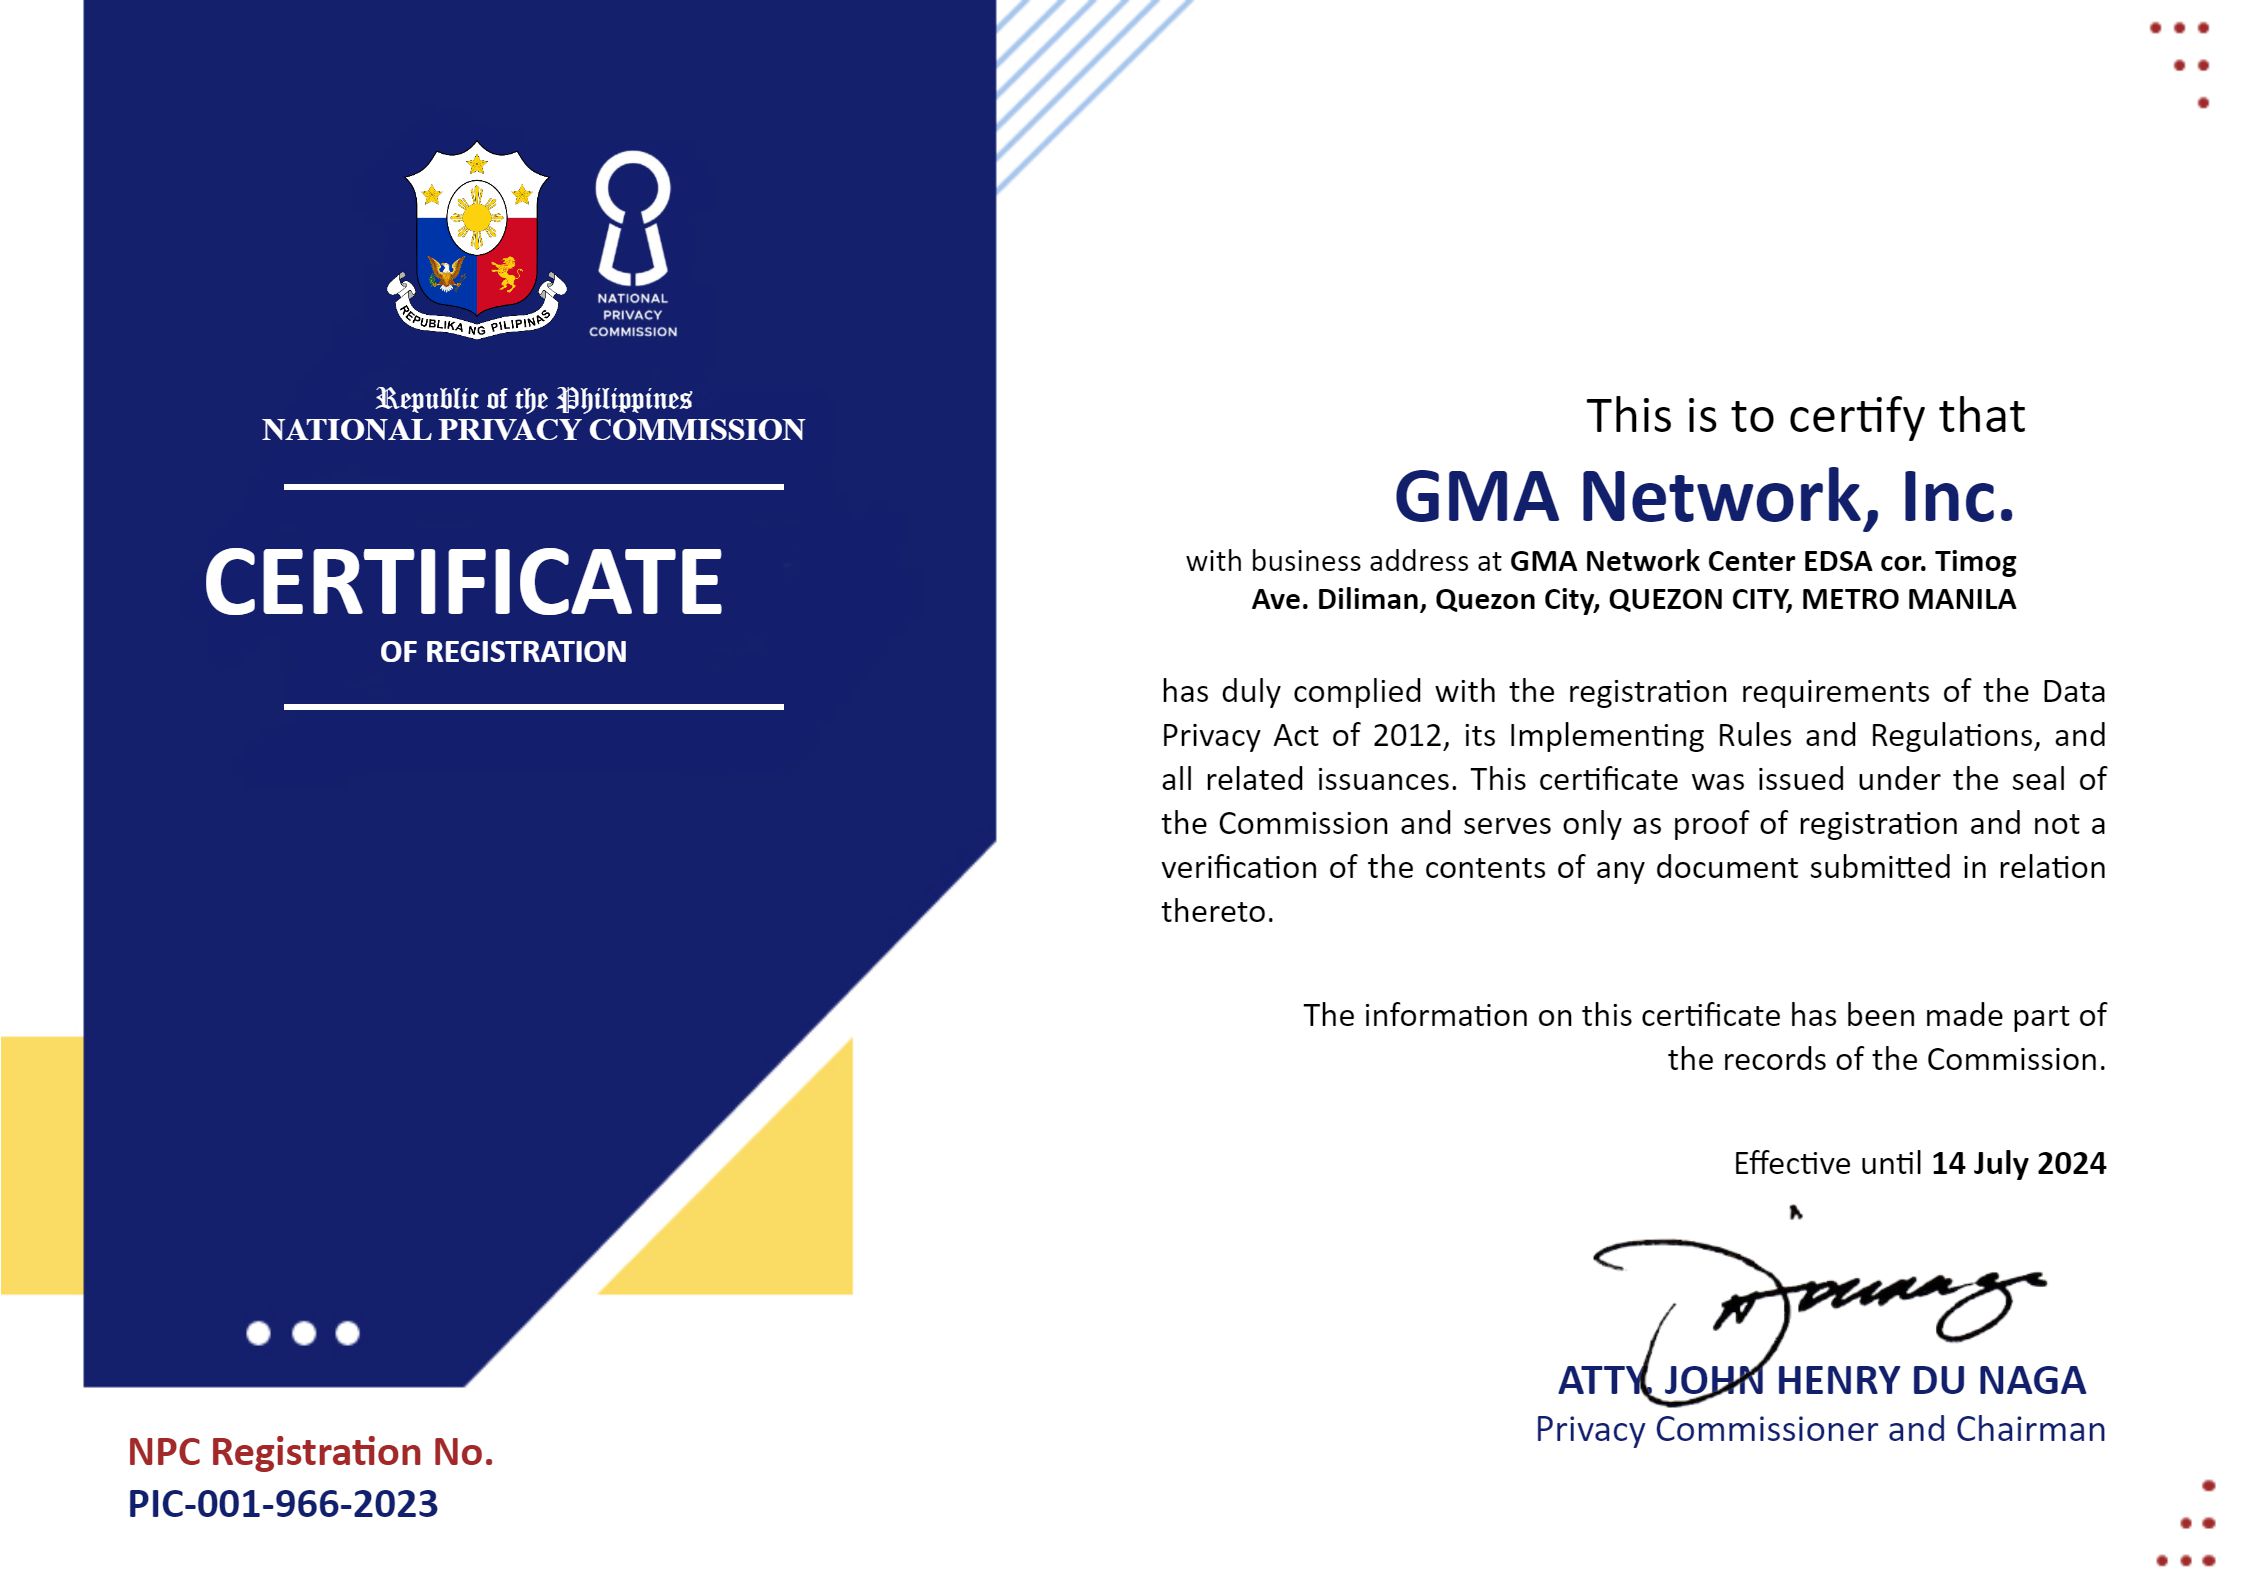 REPUBLIKA NG PILIPINAS
NATIONAL
PRIVACY
COMMISSION
Republic of the Philippines
NATIONAL PRIVACY COMMISSION
CERTIFICATE
OF REGISTRATION
This is to certify that
GMA Network, Inc.
with business address at GMA Network Center EDSA cor. Timog
Ave. Diliman, Quezon City, QUEZON CITY, METRO MANILA
has duly complied with the registration requirements of the Data
Privacy Act of 2012, its Implementing Rules and Regulations, and
all related issuances. This certificate was issued under the seal of
the Commission and serves only as proof of registration and not a
verification of the contents of any document submitted in relation
thereto.
The information on this certificate has been made part of
the records of the Commission.
Effective until 14 July 2024
ATTY. JOHN HENRY DU NAGA
Privacy Commissioner and Chairman
NPC Registration No.
PIC-001-966-2023